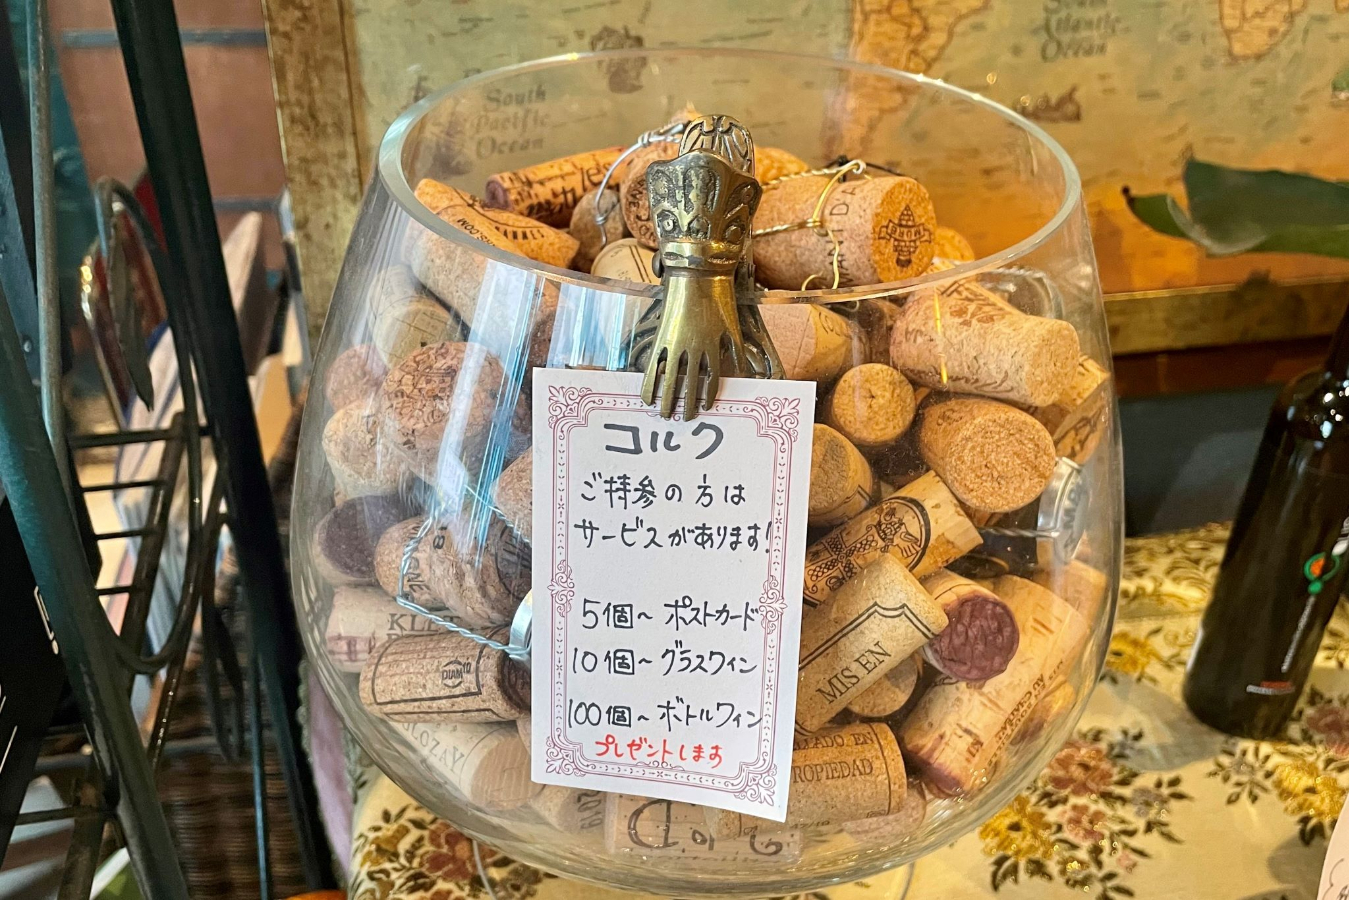 South
Pacific
Ocean
South
Atlantic
Ocean
コルク
ご持参の方は
サービスがあります!
5個~ ポストカード
10個~グラスワイン
100個~ボトルワイン
プレゼントします
DIAM
MIS EN
ROPIEDAD